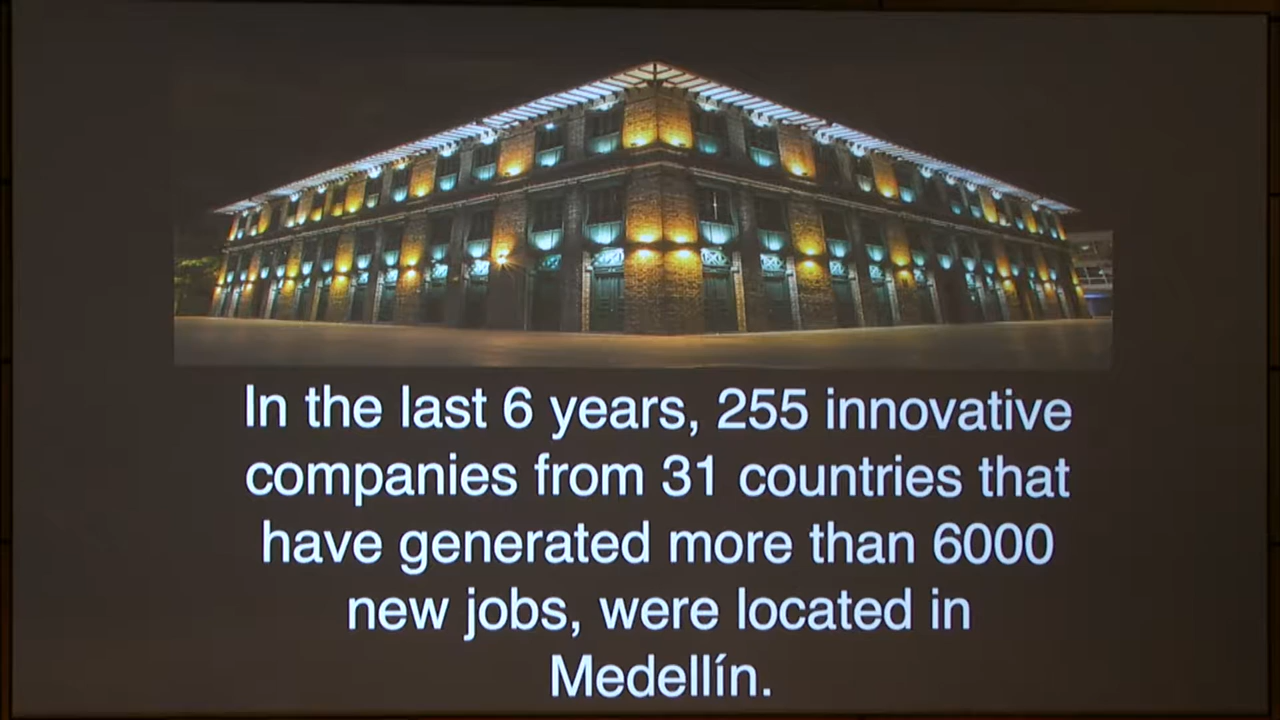 In the last 6 years, 255 innovative
companies from 31 countries that
have generated more than 6000
new jobs, were located in
Medellín.